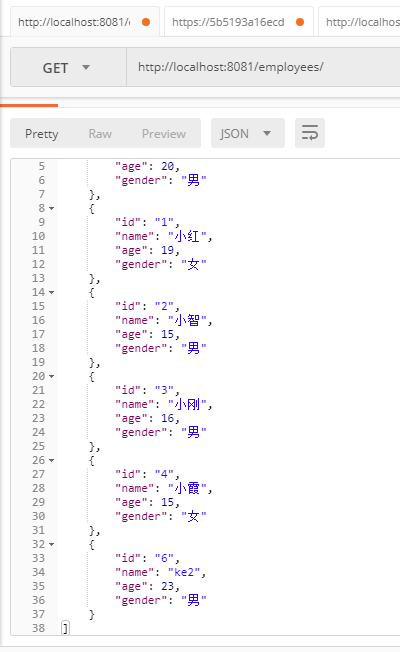 http://localhost:8081/e
https://5b5193a16ecd
http://locals
GET
http://localhost:8081/employees/
Pretty Raw Preview JSON
5 "age": 20,
6 "gender": "男"
7 },
8 {
9 "id": "1",
10 "name": "小红",
11 "age": 19,
12 "gender": "女"
13 },
14 {
15 "id": "2",
16 "name": "小智",
17 "age": 15,
18 "gender": "男"
19 },
20 {
21 "id": "3",
22 "name": "小刚",
23 "age": 16,
24 "gender": "男"
25 },
26 {
27 "id": "4",
28 "name": "小霞",
29 "age": 15,
30 "gender": "女"
31 },
32 {
33 "id": "6",
34 "name": "ke2",
35 "age": 23,
36 "gender": "男"
37 }
38 ]